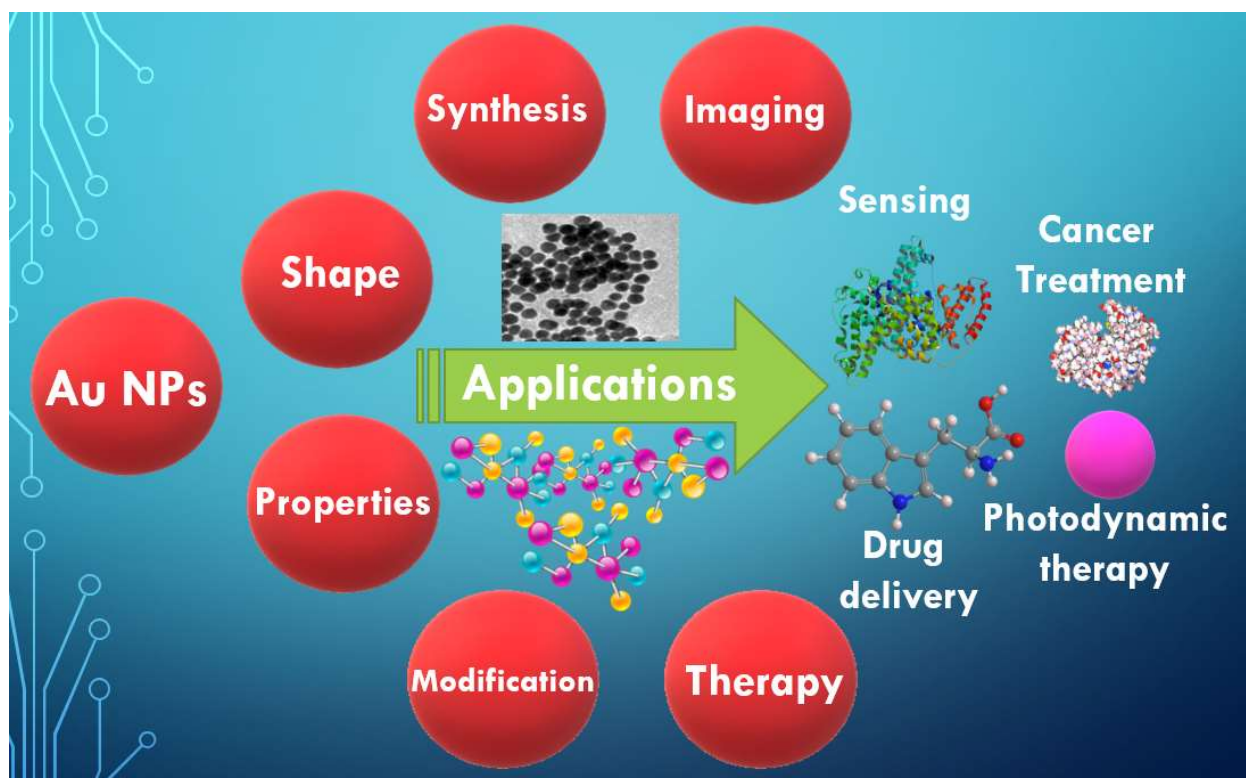 Synthesis
Imaging
Shape
Sensing
Cancer
Treatment
Au NPs
Applications
Properties
Drug
delivery
Photodynamic
therapy
Modification
Therapy